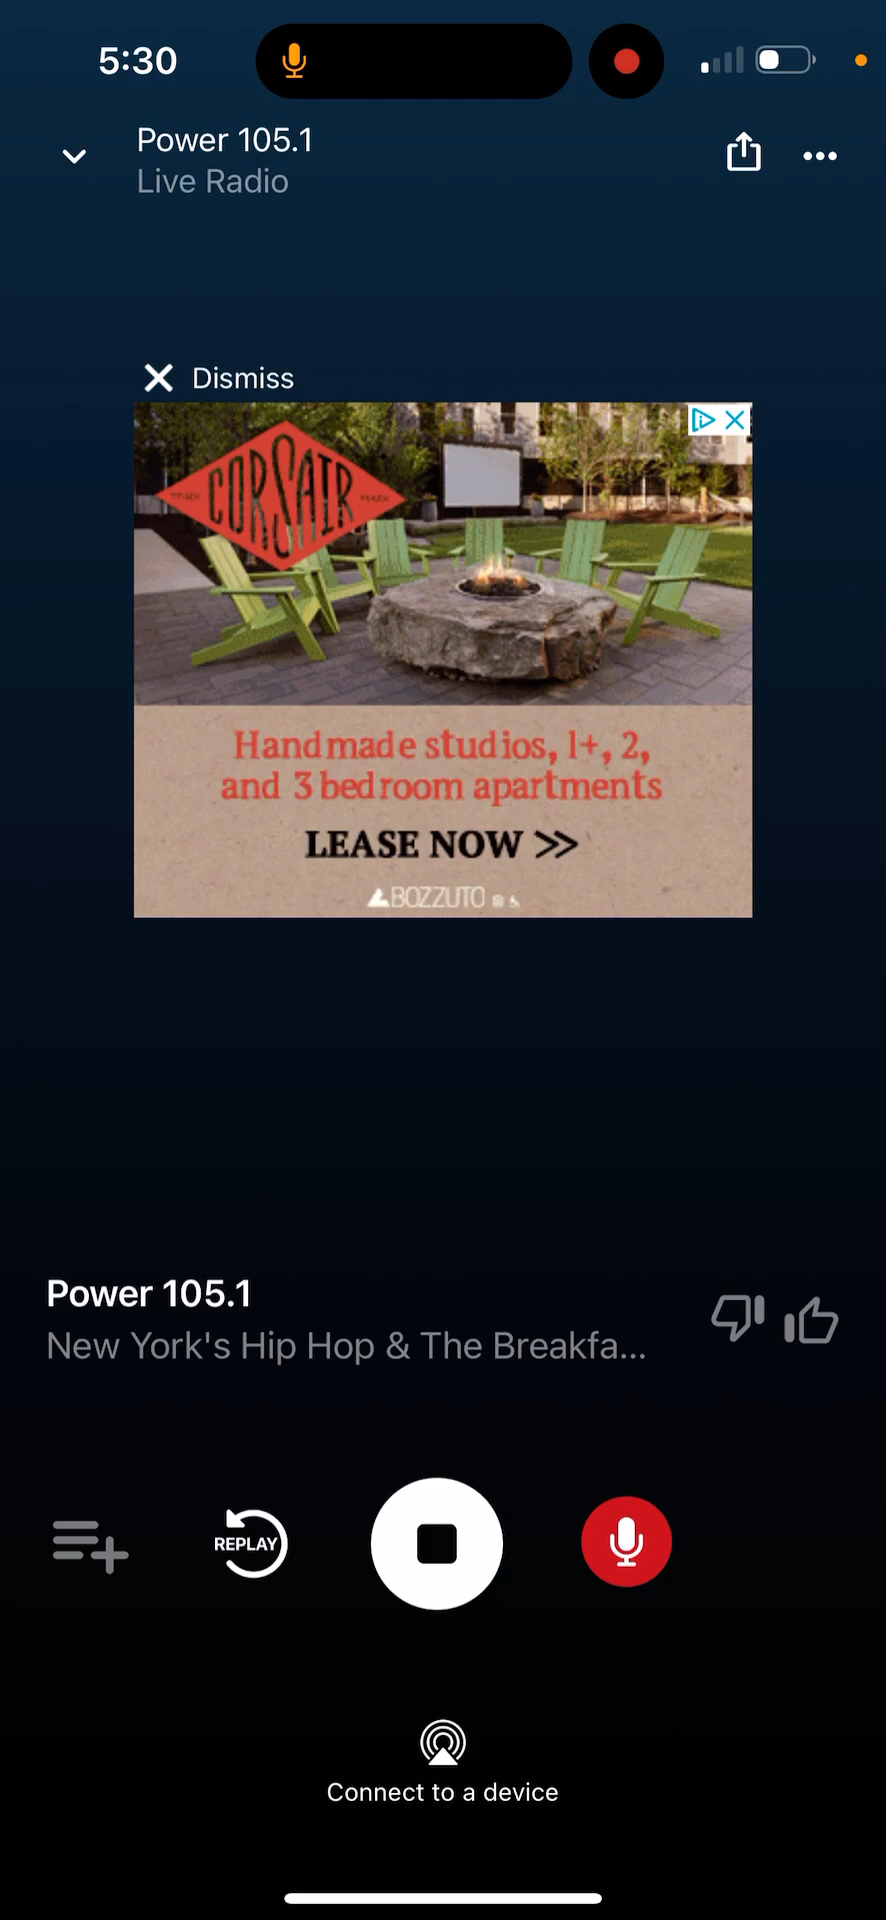 5:30
Power 105.1
Live Radio
Dismiss
CORSAIR
Handmade studios, 1+, 2,
and 3 bedroom apartments
LEASE NOW >>
BOZZUTO
Power 105.1
New York's Hip Hop & The Breakfa...
REPLAY
Connect to a device